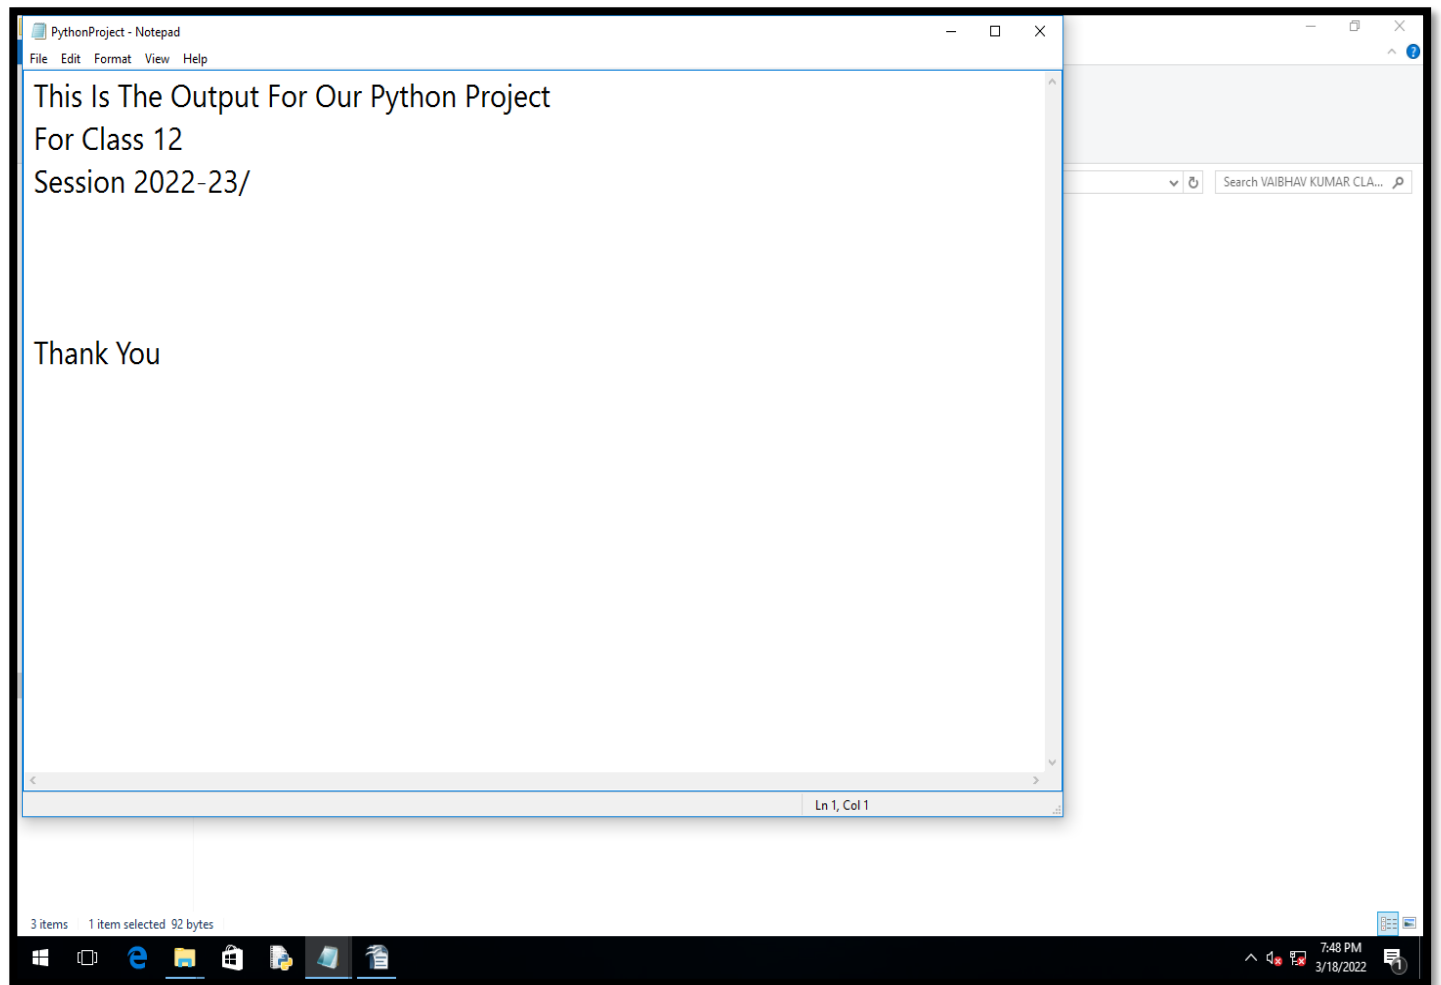 PythonProject - Notepad
File Edit Format View Help
This Is The Output For Our Python Project
For Class 12
Session 2022-23/
Thank You
Search VAIBHAV KUMAR CLA...
Ln 1, Col 1
3 items 1 item selected 92 bytes
7:48 PM
3/18/2022
1